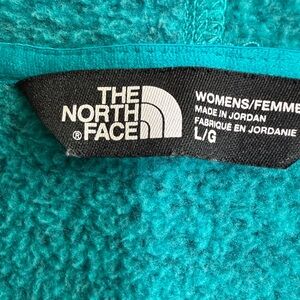 THE
NORTH
FACE
®
WOMENS/FEMME
MADE IN JORDAN
FABRIQUÉ EN JORDANIE
L/G